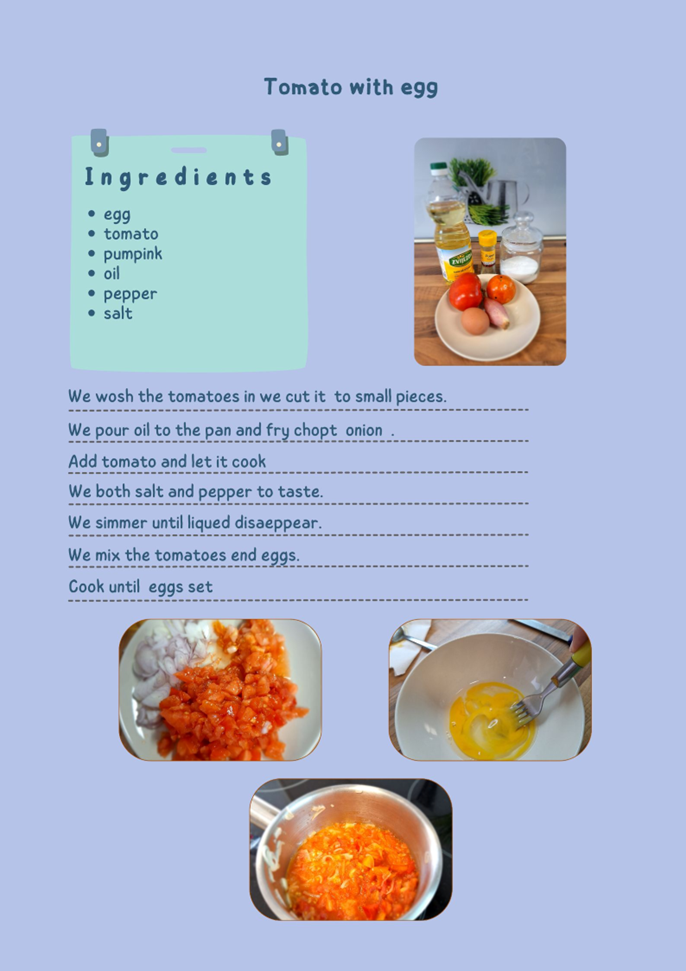 Tomato with egg
Ingredients
egg
tomato
pumpink
oil
pepper
salt
We wosh the tomatoes in we cut it to small pieces.
We pour oil to the pan and fry chopt onion .
Add tomato and let it cook
We both salt and pepper to taste.
We simmer until liqued disaeppear.
We mix the tomatoes end eggs.
Cook until eggs set